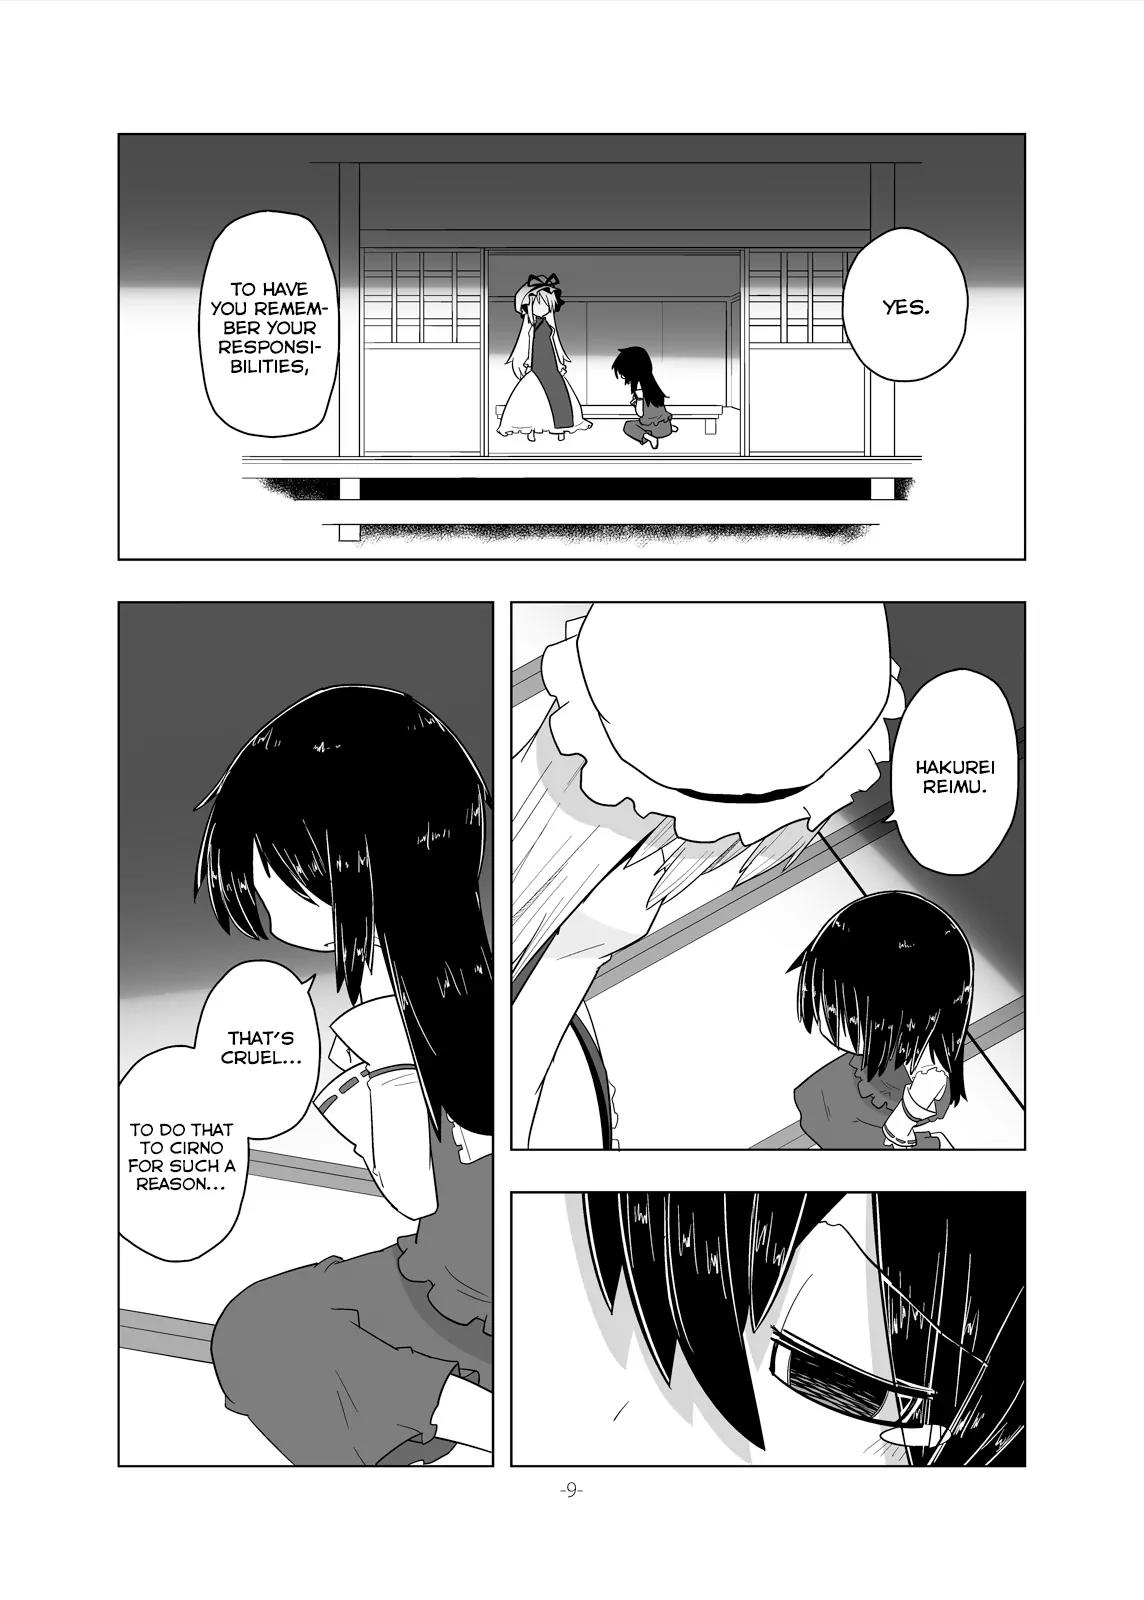 YES.
TO HAVE
YOU REMEM-
BER YOUR
RESPONSI-
BILITIES,
HAKUREI
REIMU.
THAT'S
CRUEL...
TO DO THAT
TO CIRNO
FOR SUCH A
REASON...
-9-